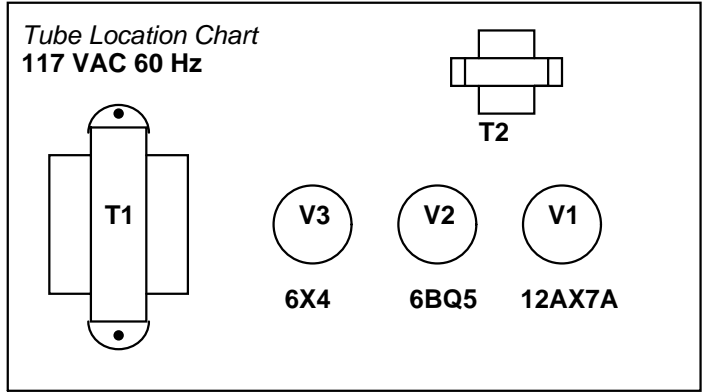 Tube Location Chart
117 VAC 60 Hz
T2
T1
V3 V2 V1
6X4 6BQ5 12AX7A